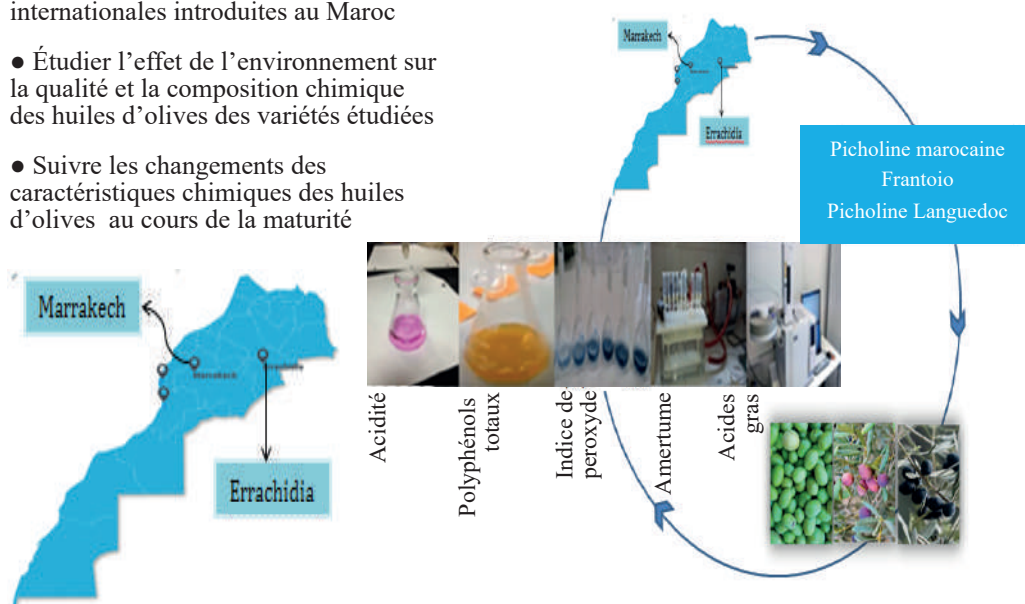 internationales introduites au Maroc
● Étudier l’effet de l’environnement sur
la qualité et la composition chimique
des huiles d’olives des variétés étudiées
● Suivre les changements des
caractéristiques chimiques des huiles
d’olives au cours de la maturité
Marrakech
Errachidia
Marrakech
Errachidia
Picholine marocaine
Frantoio
Picholine Languedoc
Acidité
Polyphénols
totaux
Indice de
peroxyde
Amertume
Acides
gras